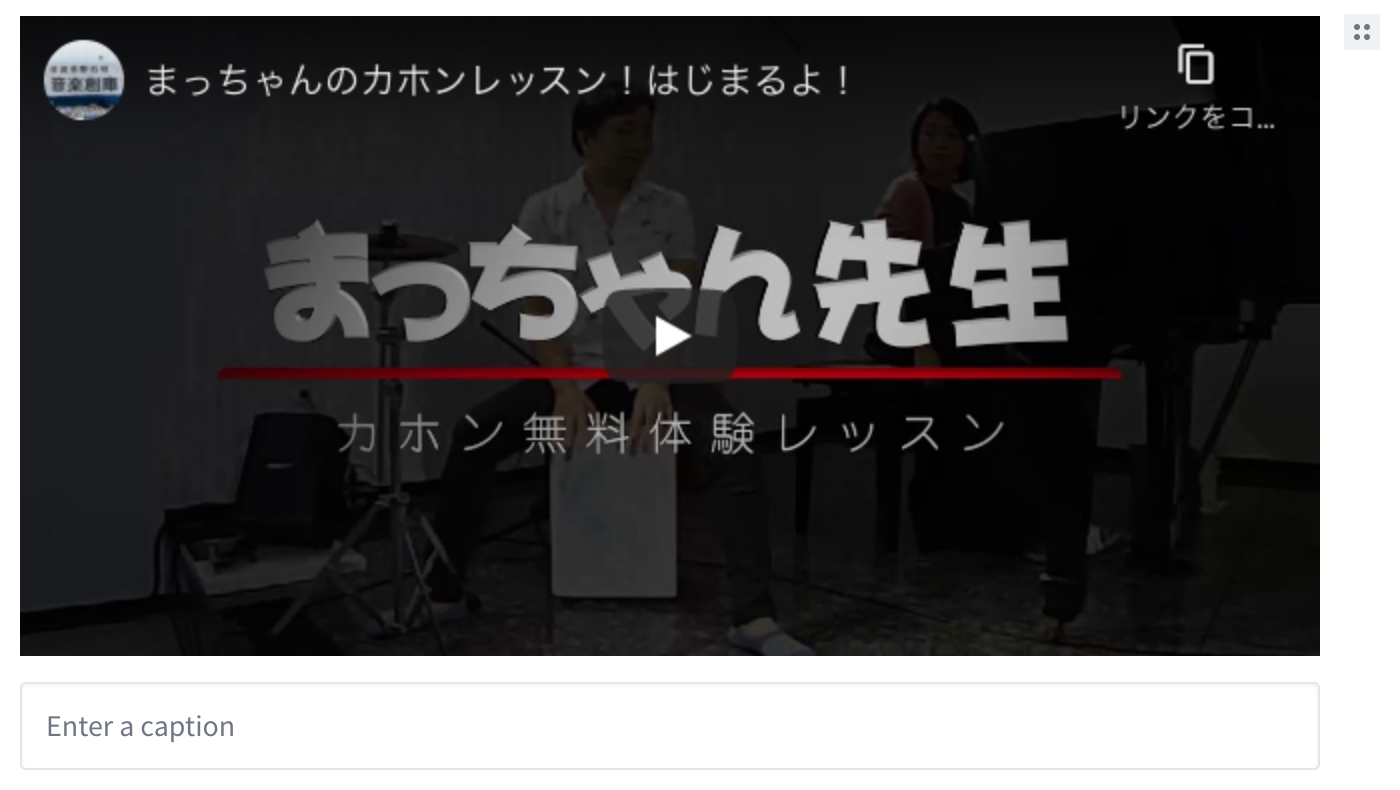 音楽創庫
まっちゃんのカホンレッスン！はじまるよ！
リンクをコ...
まっちゃん先生
カホン無料体験レッスン
Enter a caption